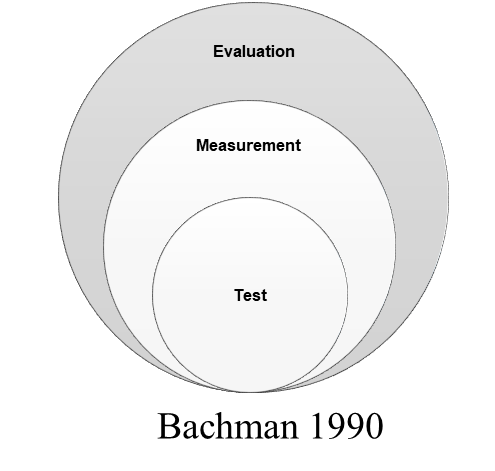 Evaluation
Measurement
Test
Bachman 1990